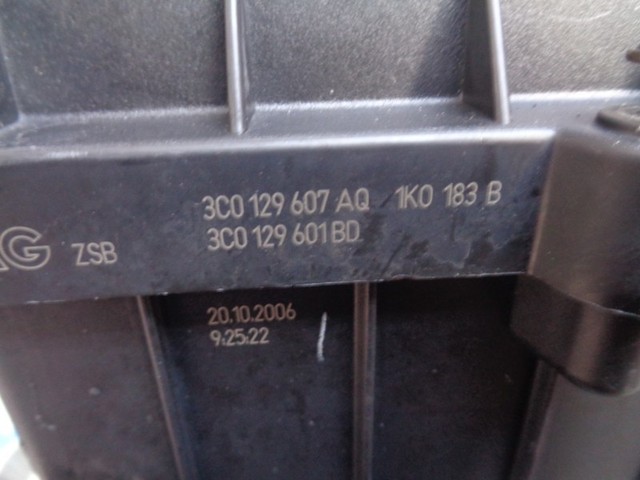 3C0 129 607 AQ 1K0 183 B
3C0 129 601 BD
AG ZSB
20.10.2006
9:25:22